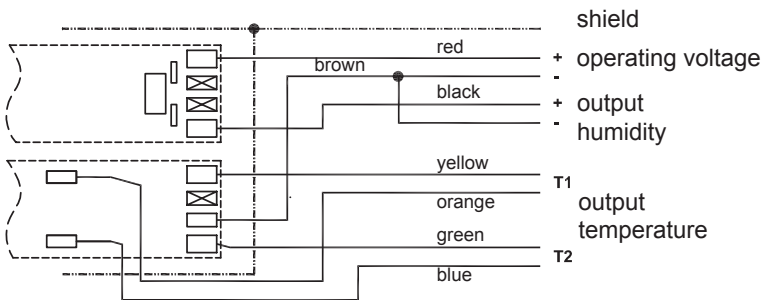 shield
red
+ operating voltage
brown
-
black
+ output
- humidity
yellow
T1
orange
output
temperature
green
T2
blue